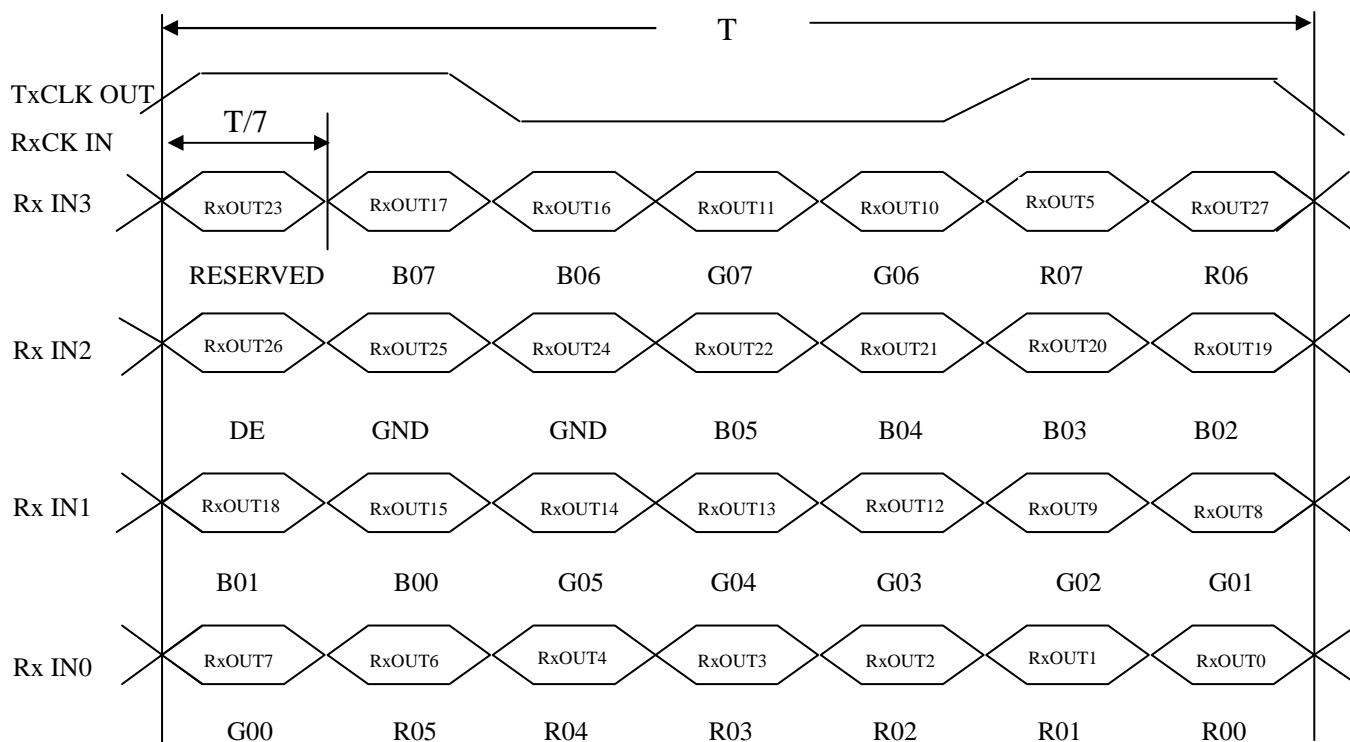 T
TxCLK OUT
T/7
RxCK IN
Rx IN3 RxOUT23 RxOUT17 RxOUT16 RxOUT11 RxOUT10 RxOUT5 RxOUT27
RESERVED B07 B06 G07 G06 R07 R06
Rx IN2 RxOUT26 RxOUT25 RxOUT24 RxOUT22 RxOUT21 RxOUT20 RxOUT19
DE GND GND B05 B04 B03 B02
Rx IN1 RxOUT18 RxOUT15 RxOUT14 RxOUT13 RxOUT12 RxOUT9 RxOUT8
B01 B00 G05 G04 G03 G02 G01
Rx IN0 RxOUT7 RxOUT6 RxOUT4 RxOUT3 RxOUT2 RxOUT1 RxOUT0
G00 R05 R04 R03 R02 R01 R00